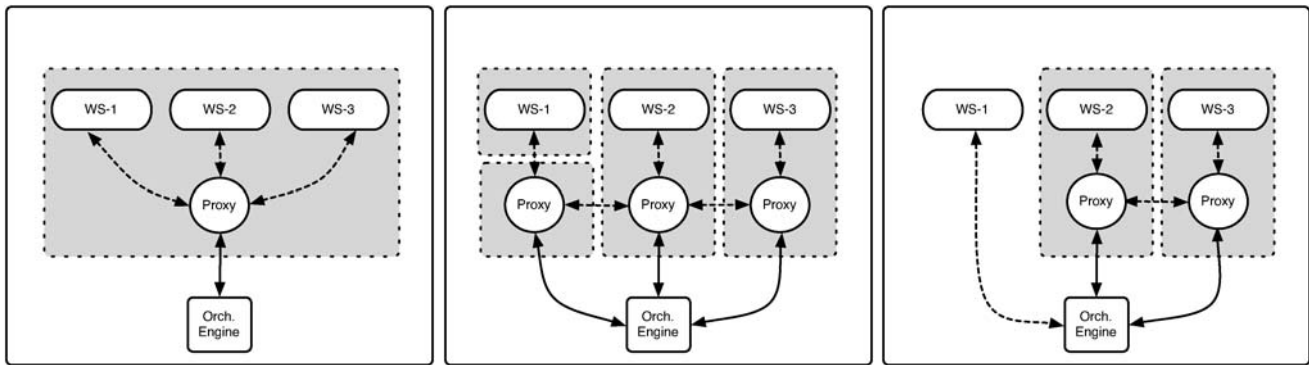 WS-1
WS-2
WS-3
Proxy
Orch.
Engine
WS-1
WS-2
WS-3
Proxy
Proxy
Proxy
Orch.
Engine
WS-1
WS-2
WS-3
Proxy
Proxy
Orch.
Engine